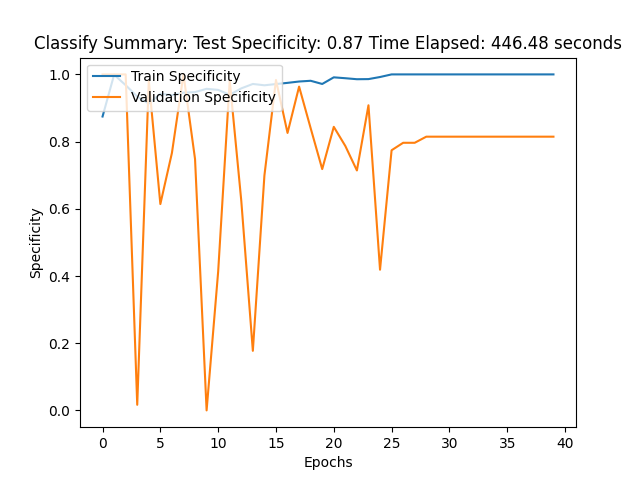 Classify Summary: Test Specificity: 0.87 Time Elapsed: 446.48 seconds
Train Specificity
Validation Specificity
1.0
0.8
0.6
0.4
0.2
0.0
Specificity
0 5 10 15 20 25 30 35 40
Epochs